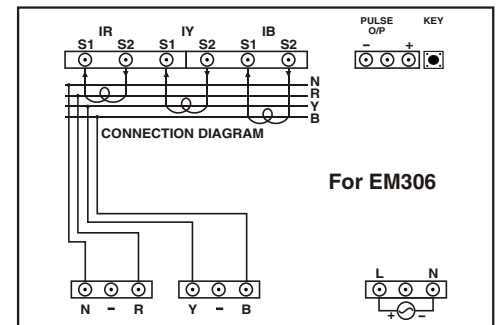 IR IY IB
S1 S2 S1 S2 S1 S2
PULSE O/P
KEY
- +
N
R
Y
B
CONNECTION DIAGRAM
For EM306
N - R
Y - B
L N
+ -